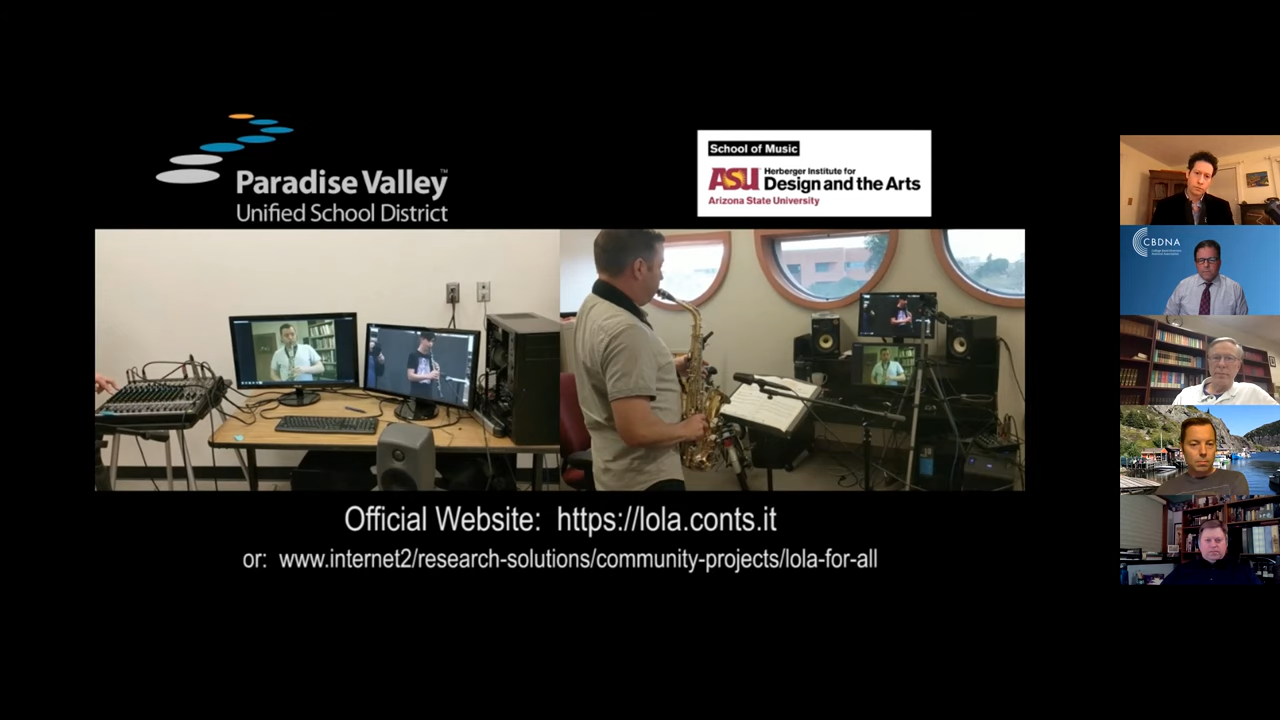 Paradise Valley™
Unified School District
School of Music
ASU Herberger Institute for
Design and the Arts
Arizona State University
CBDNA
Official Website: https://lola.conts.it
or: www.internet2/research-solutions/community-projects/lola-for-all